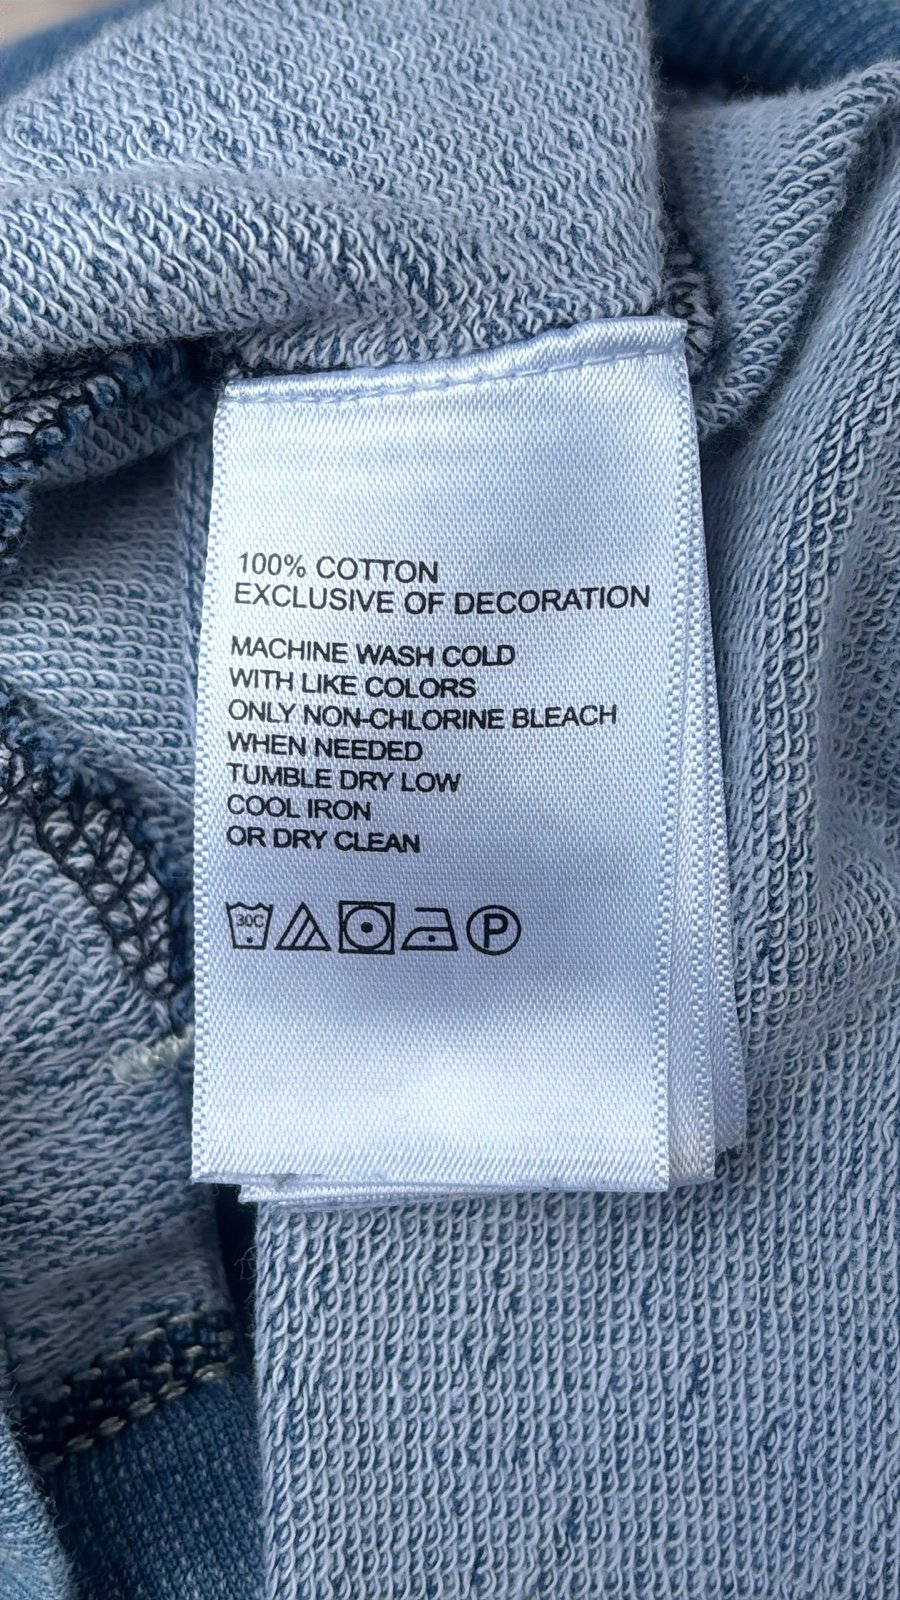 100% COTTON
EXCLUSIVE OF DECORATION
MACHINE WASH COLD
WITH LIKE COLORS
ONLY NON-CHLORINE BLEACH
WHEN NEEDED
TUMBLE DRY LOW
COOL IRON
OR DRY CLEAN
30C P